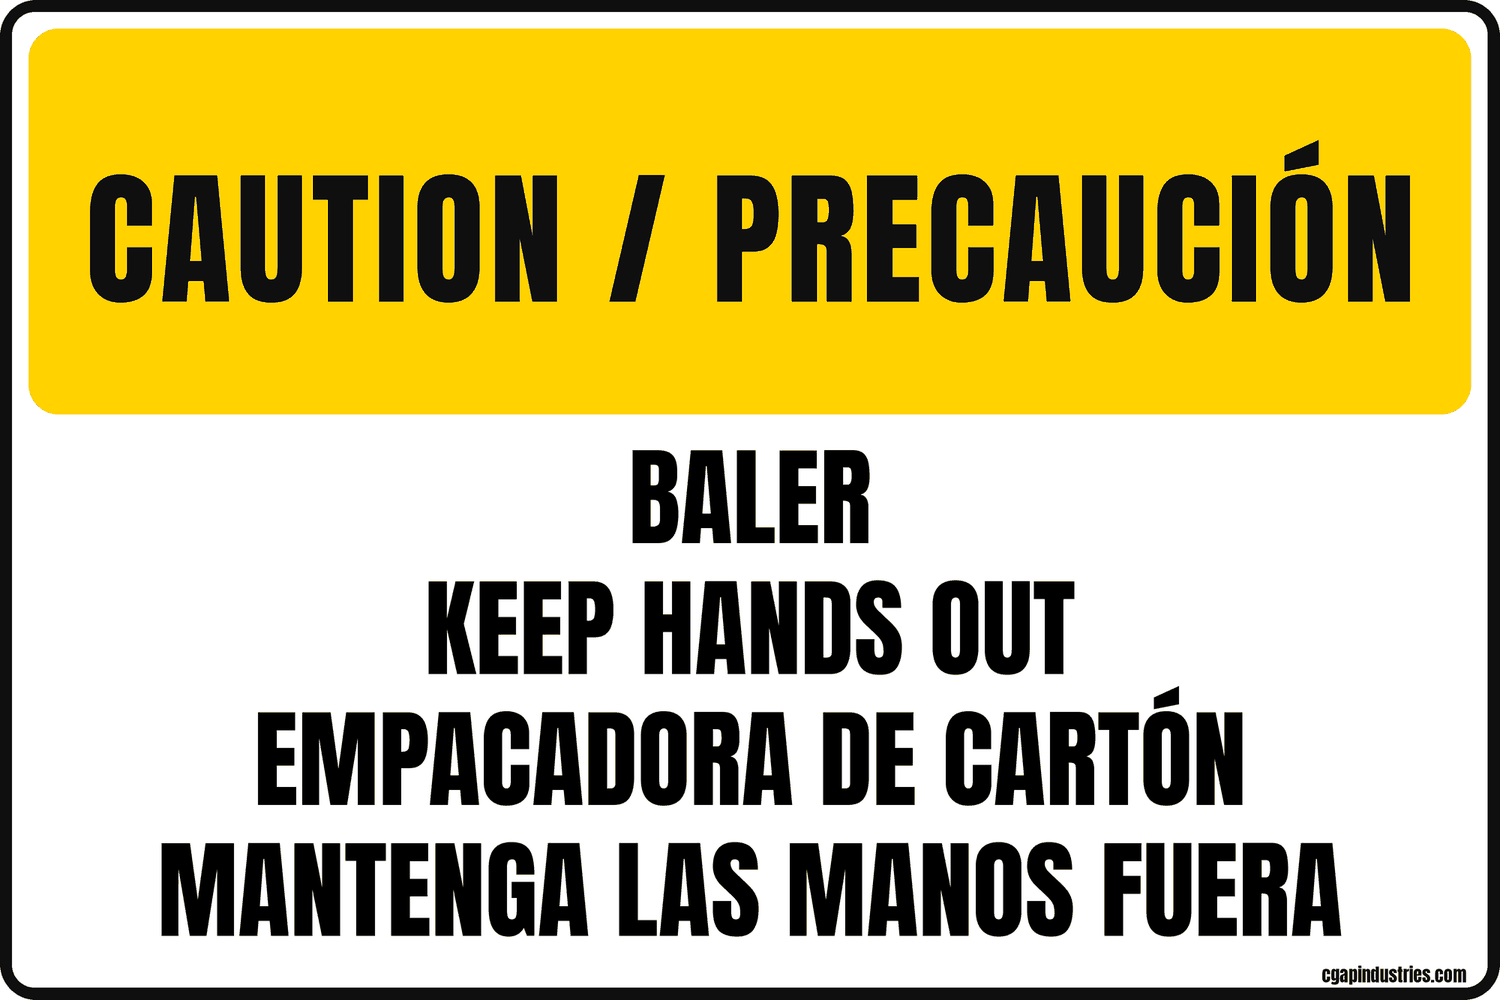 CAUTION / PRECAUCIÓN
BALER
KEEP HANDS OUT
EMPACADORA DE CARTÓN
MANTENGA LAS MANOS FUERA
cgapindustries.com